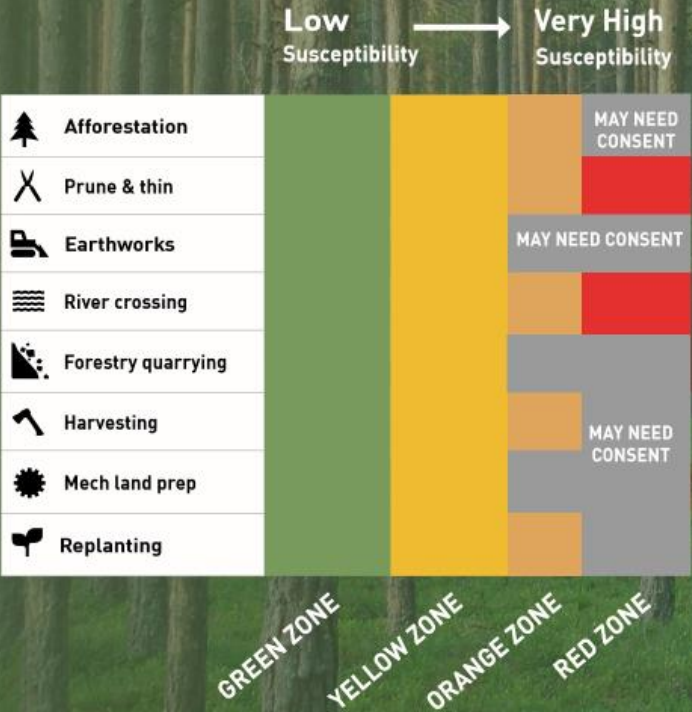 Low
Susceptibility
Very High
Susceptibility
Afforestation
MAY NEED
CONSENT
Prune & thin
Earthworks
MAY NEED CONSENT
River crossing
Forestry quarrying
Harvesting
MAY NEED
CONSENT
Mech land prep
Replanting
GREEN ZONE
YELLOW ZONE
ORANGE ZONE
RED ZONE